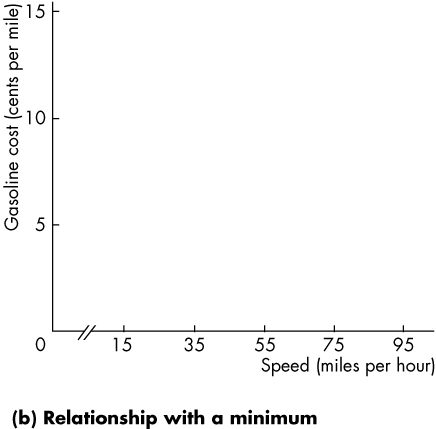 Gasoline cost (cents per mile)
15
10
5
0
15 35 55 75 95
Speed (miles per hour)
(b) Relationship with a minimum